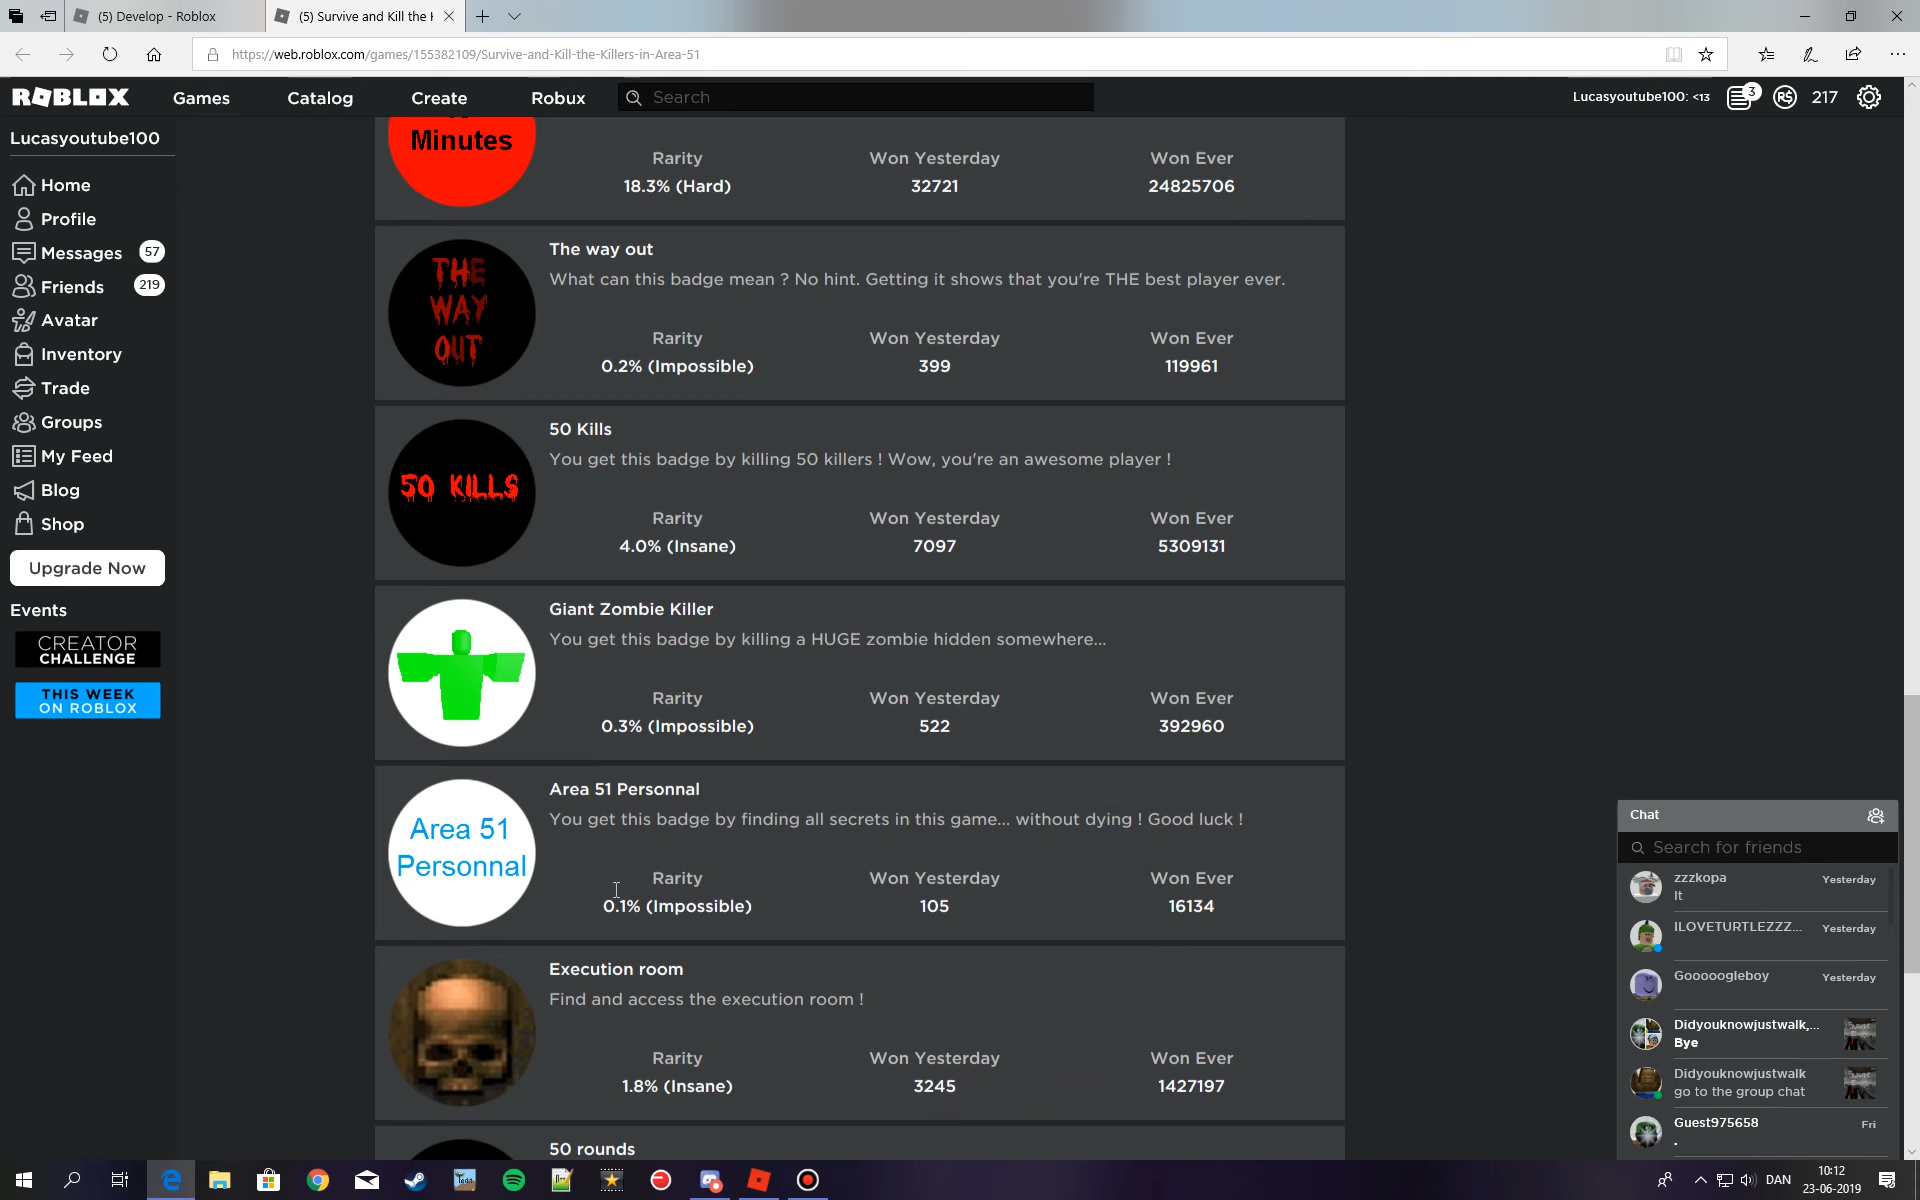 (5) Develop - Roblox
(5) Survive and Kill the
https://web.roblox.com/games/155382109/Survive-and-Kill-the-Killers-in-Area-51
ROBLOX
Games
Catalog
Create
Robux
Search
Lucasyoutube100: <13
3
R$
217
Lucasyoutube100
Home
Profile
Messages 57
Friends 219
Avatar
Inventory
Trade
Groups
My Feed
Blog
Shop
Upgrade Now
Events
CREATOR
CHALLENGE
THIS WEEK
ON ROBLOX
Minutes
Rarity Won Yesterday Won Ever
18.3% (Hard) 32721 24825706
THE
WAY
OUT
The way out
What can this badge mean ? No hint. Getting it shows that you're THE best player ever.
Rarity Won Yesterday Won Ever
0.2% (Impossible) 399 119961
50 KILLS
50 Kills
You get this badge by killing 50 killers ! Wow, you're an awesome player !
Rarity Won Yesterday Won Ever
4.0% (Insane) 7097 5309131
Giant Zombie Killer
You get this badge by killing a HUGE zombie hidden somewhere...
Rarity Won Yesterday Won Ever
0.3% (Impossible) 522 392960
Area 51
Personnal
Area 51 Personnal
You get this badge by finding all secrets in this game... without dying ! Good luck !
Rarity Won Yesterday Won Ever
0.1% (Impossible) 105 16134
Execution room
Find and access the execution room !
Rarity Won Yesterday Won Ever
1.8% (Insane) 3245 1427197
50 rounds
Chat
Search for friends
zzzkopa Yesterday
It
ILOVETURTLEZZZ... Yesterday
Gooooogleboy Yesterday
Didyouknowjustwalk,...
Bye
Didyouknowjustwalk
go to the group chat
Guest975658 Fri
.
DAN
10:12
23-06-2019